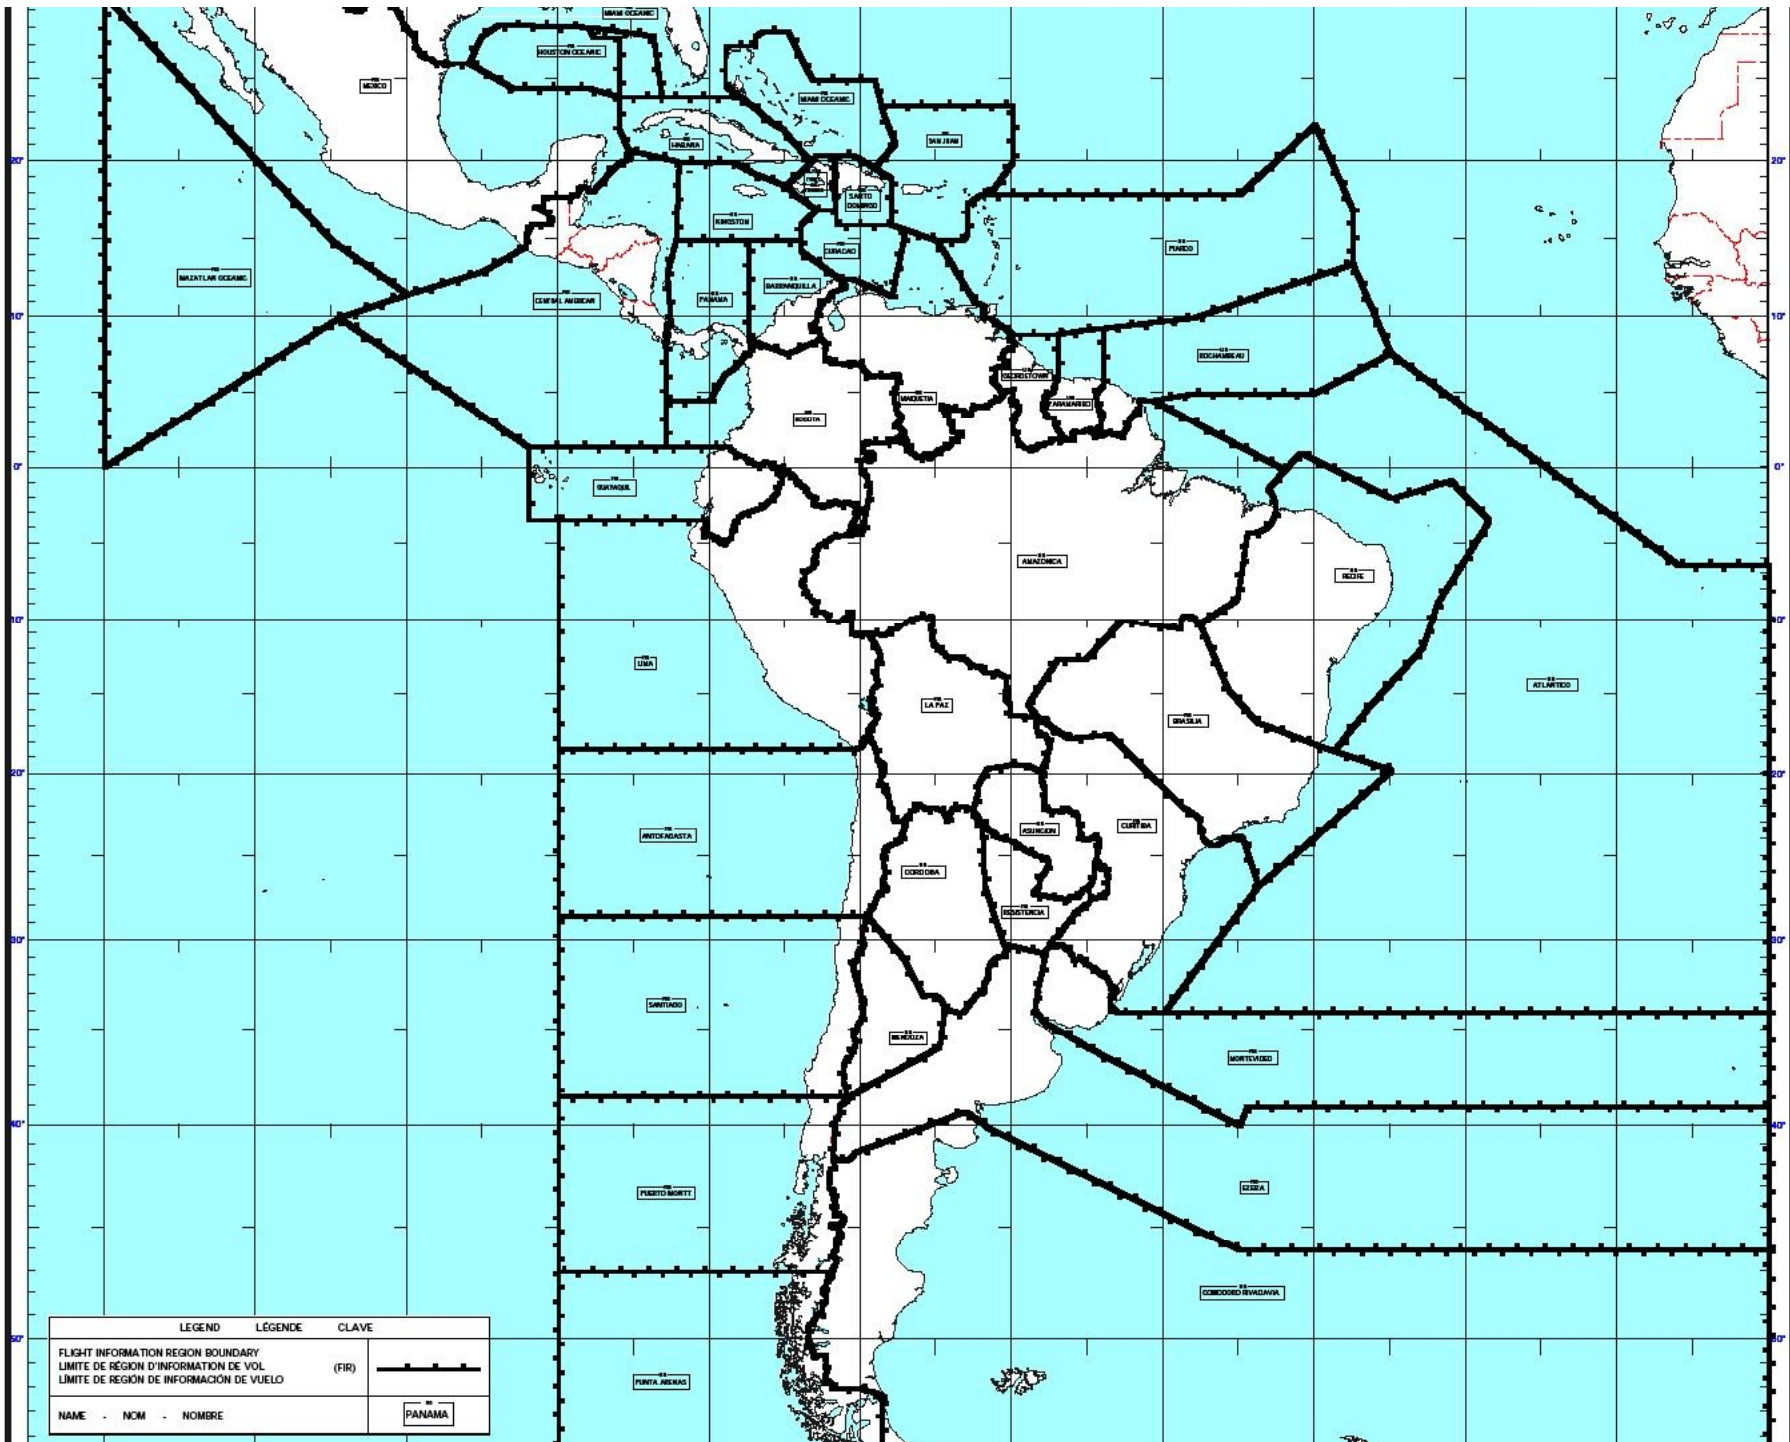 MIAMI OCEANIC
HOUSTON OCEANIC
MEXICO
MIAMI OCEANIC
HABANA
SAN JUAN
20°
20°
SANTO
DOMINGO
KINGSTON
CURACAO
PIARCO
MAZATLAN OCEANIC
CENTRAL AMERICAN
PANAMA
BARRANQUILLA
10°
10°
ROCHAMBEAU
GEORGETOWN
MAIQUETIA
PARAMARIBO
BOGOTA
0°
0°
GUAYAQUIL
AMAZONICA
RECIFE
10°
10°
LIMA
ATLANTICO
LA PAZ
BRASILIA
20°
20°
ANTOFAGASTA
ASUNCION
CURITIBA
CORDOBA
RESISTENCIA
30°
30°
SANTIAGO
MENDOZA
MONTEVIDEO
40°
40°
PUERTO MONTT
EZEIZA
COMODORO RIVADAVIA
50°
50°
PUNTA ARENAS
LEGEND LÉGENDE CLAVE
FLIGHT INFORMATION REGION BOUNDARY
LIMITE DE RÉGION D'INFORMATION DE VOL (FIR)
LÍMITE DE REGIÓN DE INFORMACIÓN DE VUELO
NAME - NOM - NOMBRE
PANAMA